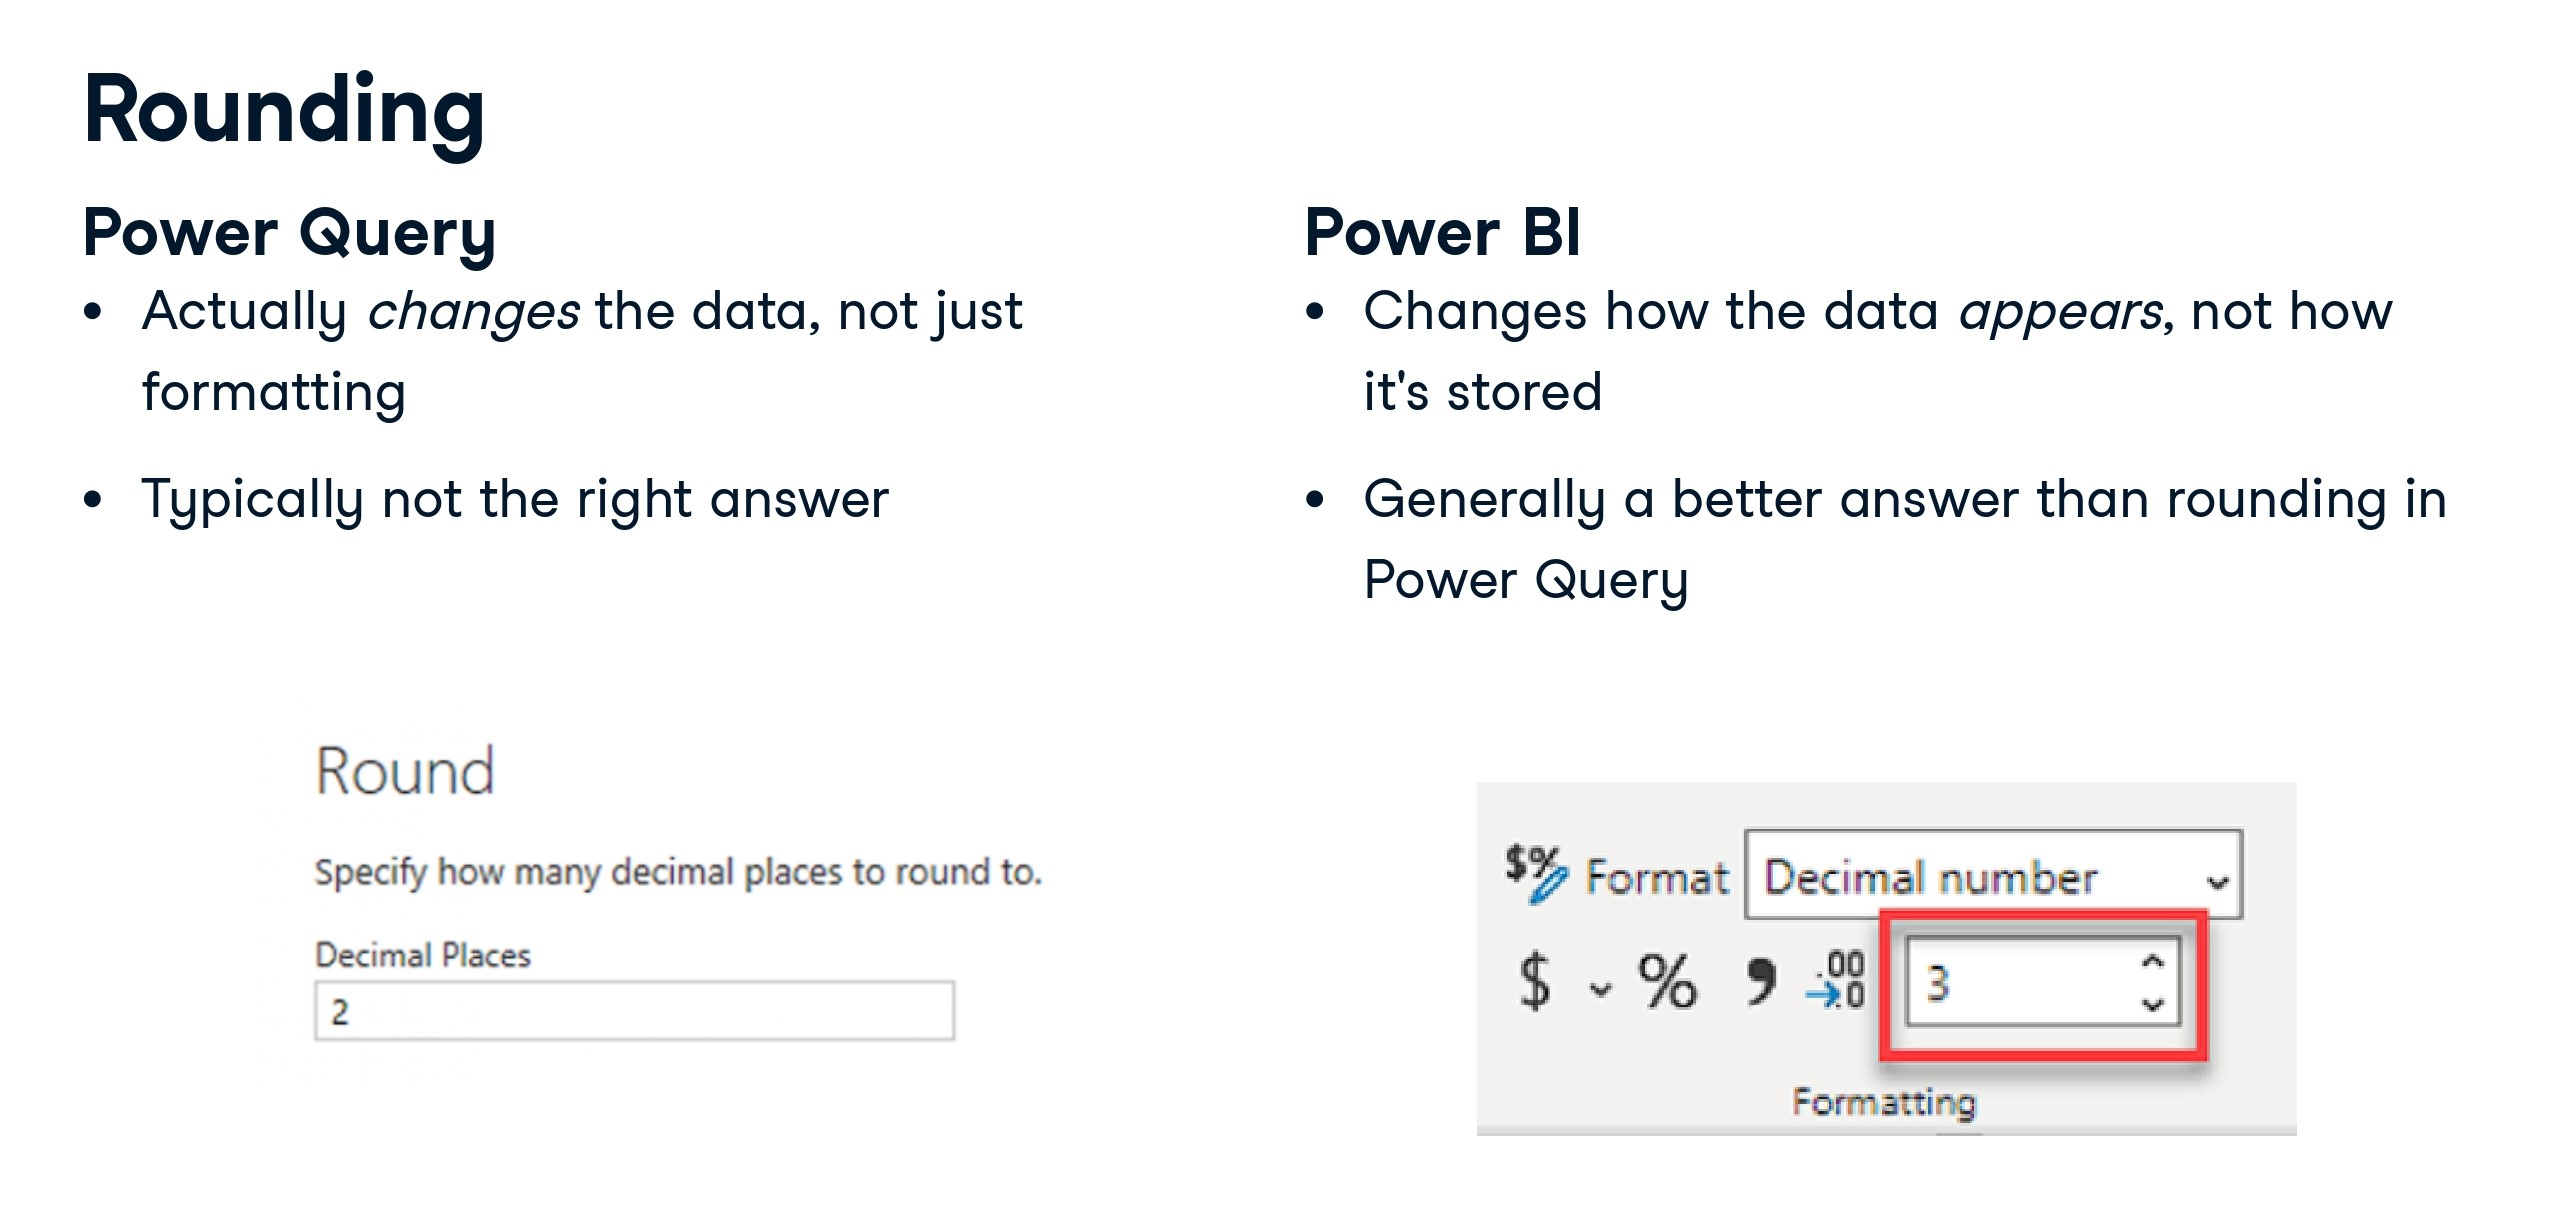 Rounding
Power Query
• Actually changes the data, not just
formatting
• Typically not the right answer
Round
Specify how many decimal places to round to.
Decimal Places
2
Power BI
• Changes how the data appears, not how
it's stored
• Generally a better answer than rounding in
Power Query
$% Format Decimal number
$ % , .00 .0 3
Formatting